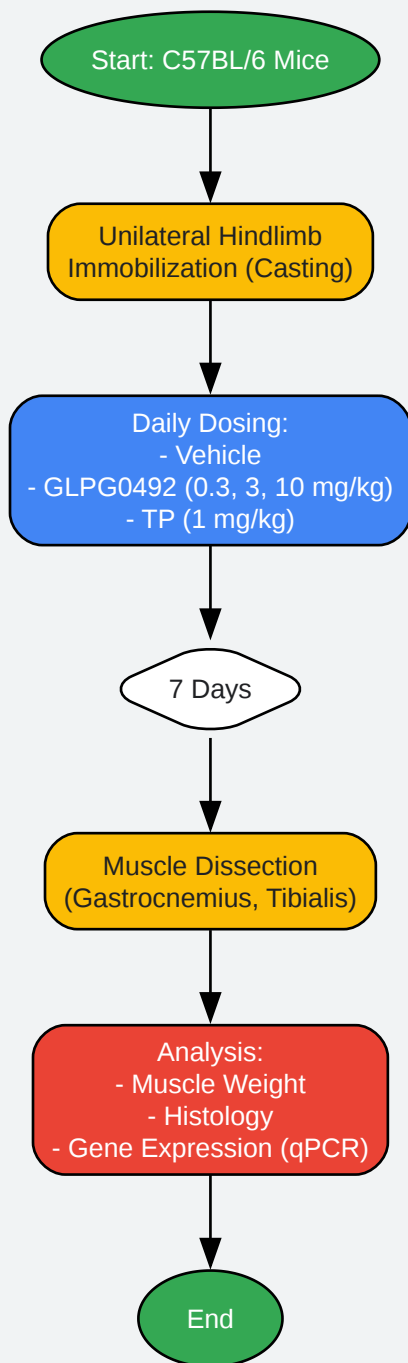 Start: C57BL/6 Mice
Unilateral Hindlimb
Immobilization (Casting)
Daily Dosing:
- Vehicle
- GLPG0492 (0.3, 3, 10 mg/kg)
- TP (1 mg/kg)
7 Days
Muscle Dissection
(Gastrocnemius, Tibialis)
Analysis:
- Muscle Weight
- Histology
- Gene Expression (qPCR)
End